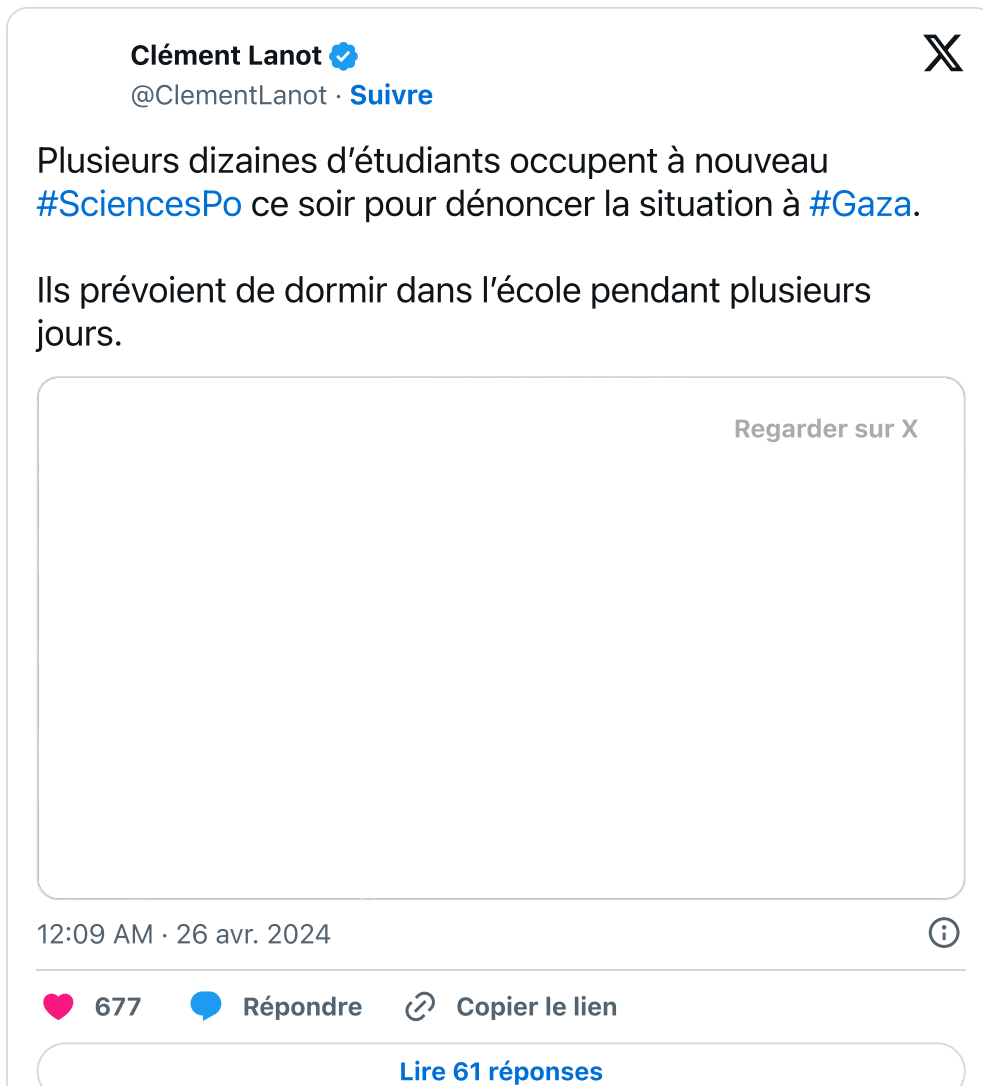 Clément Lanot
@ClementLanot · Suivre
Plusieurs dizaines d’étudiants occupent à nouveau
#SciencesPo ce soir pour dénoncer la situation à #Gaza.
Ils prévoient de dormir dans l’école pendant plusieurs
jours.
Regarder sur X
12:09 AM · 26 avr. 2024
677 Répondre Copier le lien
Lire 61 réponses